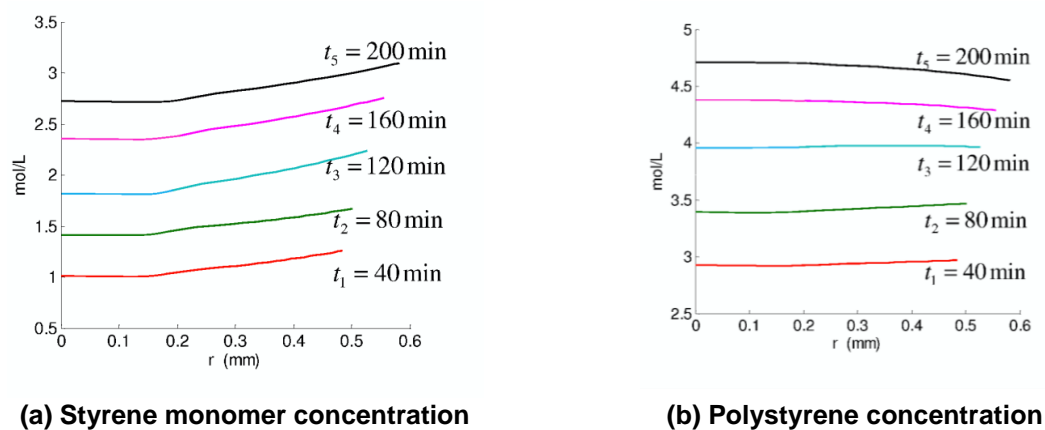 3.5
3
2.5
2
1.5
1
0.5
mol/L
t₅ = 200 min
t₄ = 160 min
t₃ = 120 min
t₂ = 80 min
t₁ = 40 min
0 0.1 0.2 0.3 0.4 0.5 0.6
r (mm)
(a) Styrene monomer concentration
5
4.5
4
3.5
3
2.5
mol/L
t₅ = 200 min
t₄ = 160 min
t₃ = 120 min
t₂ = 80 min
t₁ = 40 min
0 0.1 0.2 0.3 0.4 0.5 0.6
r (mm)
(b) Polystyrene concentration